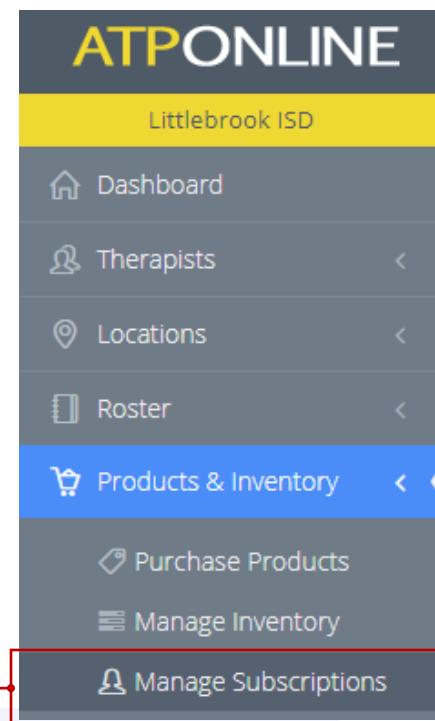 ATPONLINE
Littlebrook ISD
Dashboard
Therapists
Locations
Roster
Products & Inventory
Purchase Products
Manage Inventory
Manage Subscriptions